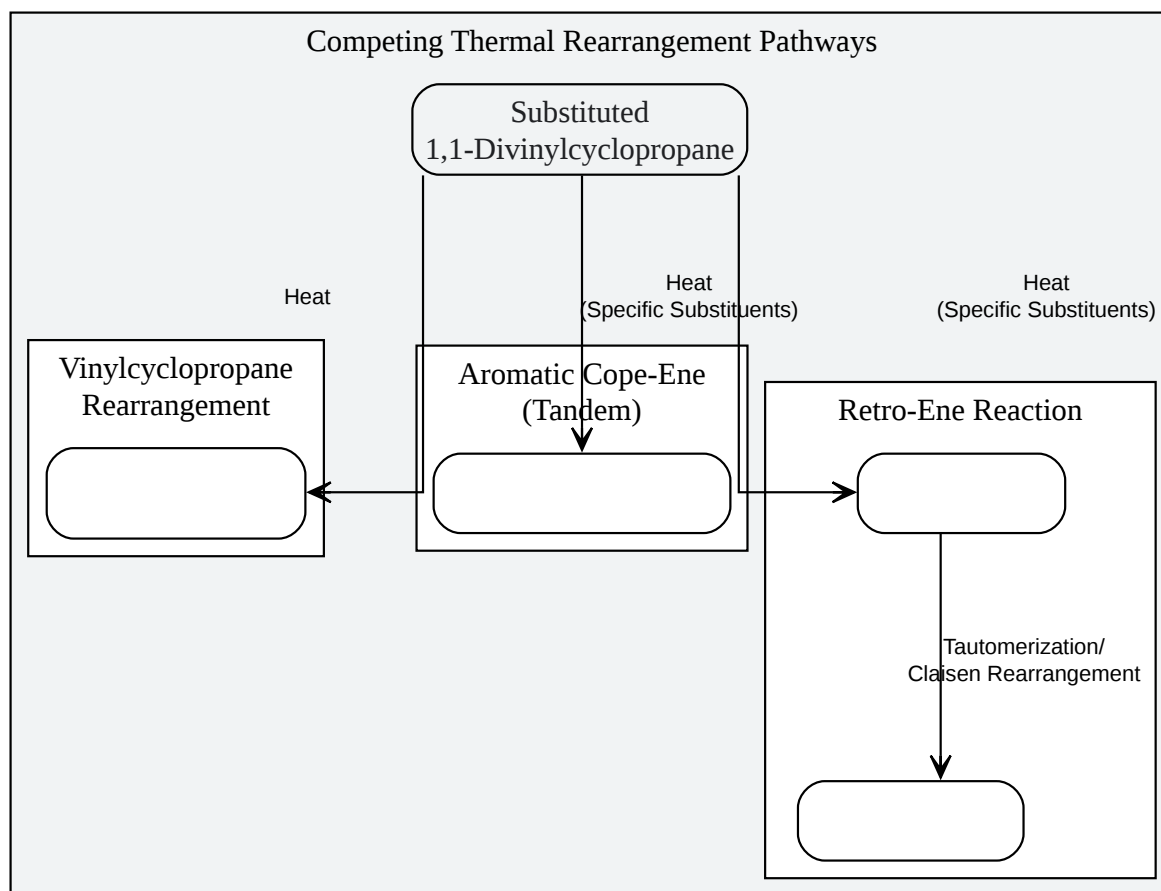 Competing Thermal Rearrangement Pathways
Substituted
1,1-Divinylcyclopropane
Heat
Heat
(Specific Substituents)
Heat
(Specific Substituents)
Vinylcyclopropane
Rearrangement
Aromatic Cope-Ene
(Tandem)
Retro-Ene Reaction
Tautomerization/
Claisen Rearrangement